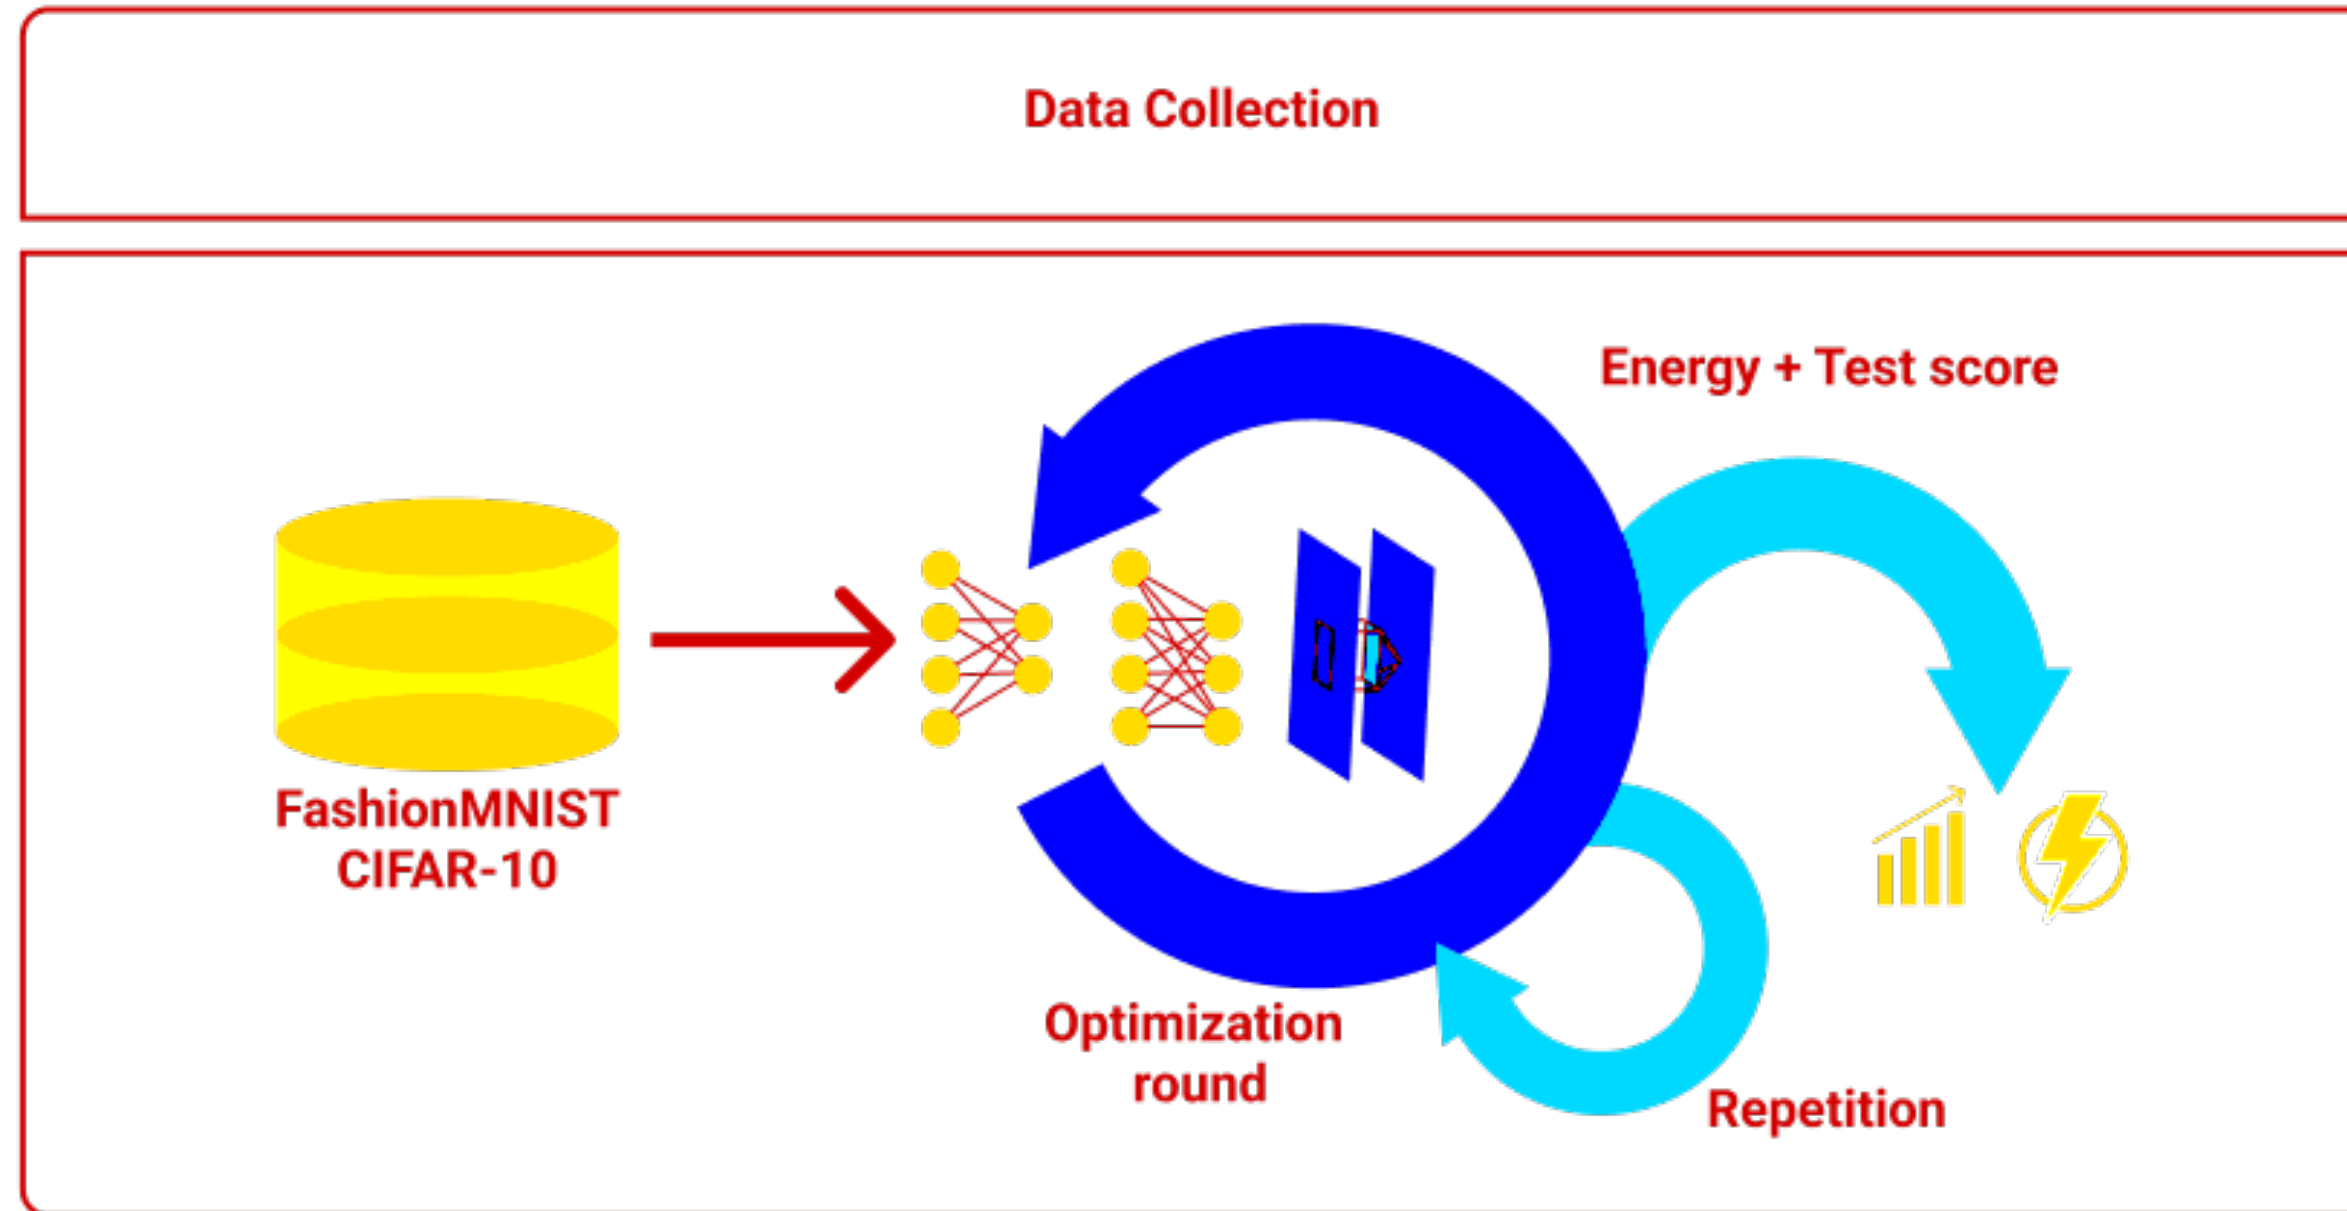 Data Collection
Energy + Test score
FashionMNIST
CIFAR-10
Optimization
round
Repetition